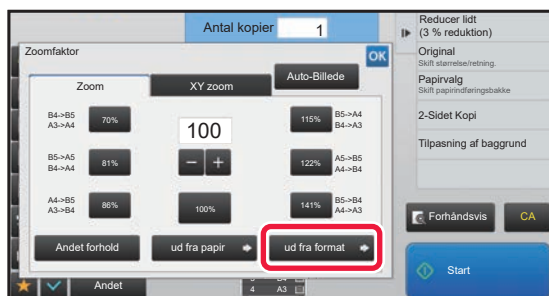 Antal kopier 1
Zoomfaktor
OK
Zoom
XY zoom
Auto-Billede
B4->B5
A3->A4
70%
100
115%
B5->A4
B4->A3
B5->A5
B4->A4
81%
122%
A5->B5
A4->B4
A4->B5
A3->B4
86%
100%
141%
B5->B4
A4->A3
Andet forhold
ud fra papir
ud fra format
Andet
4 A3
Reducer lidt
(3 % reduktion)
Original
Skift størrelse/retning.
Papirvalg
Skift papirindføringsbakke
2-Sidet Kopi
Tilpasning af baggrund
Forhåndsvis
CA
Start